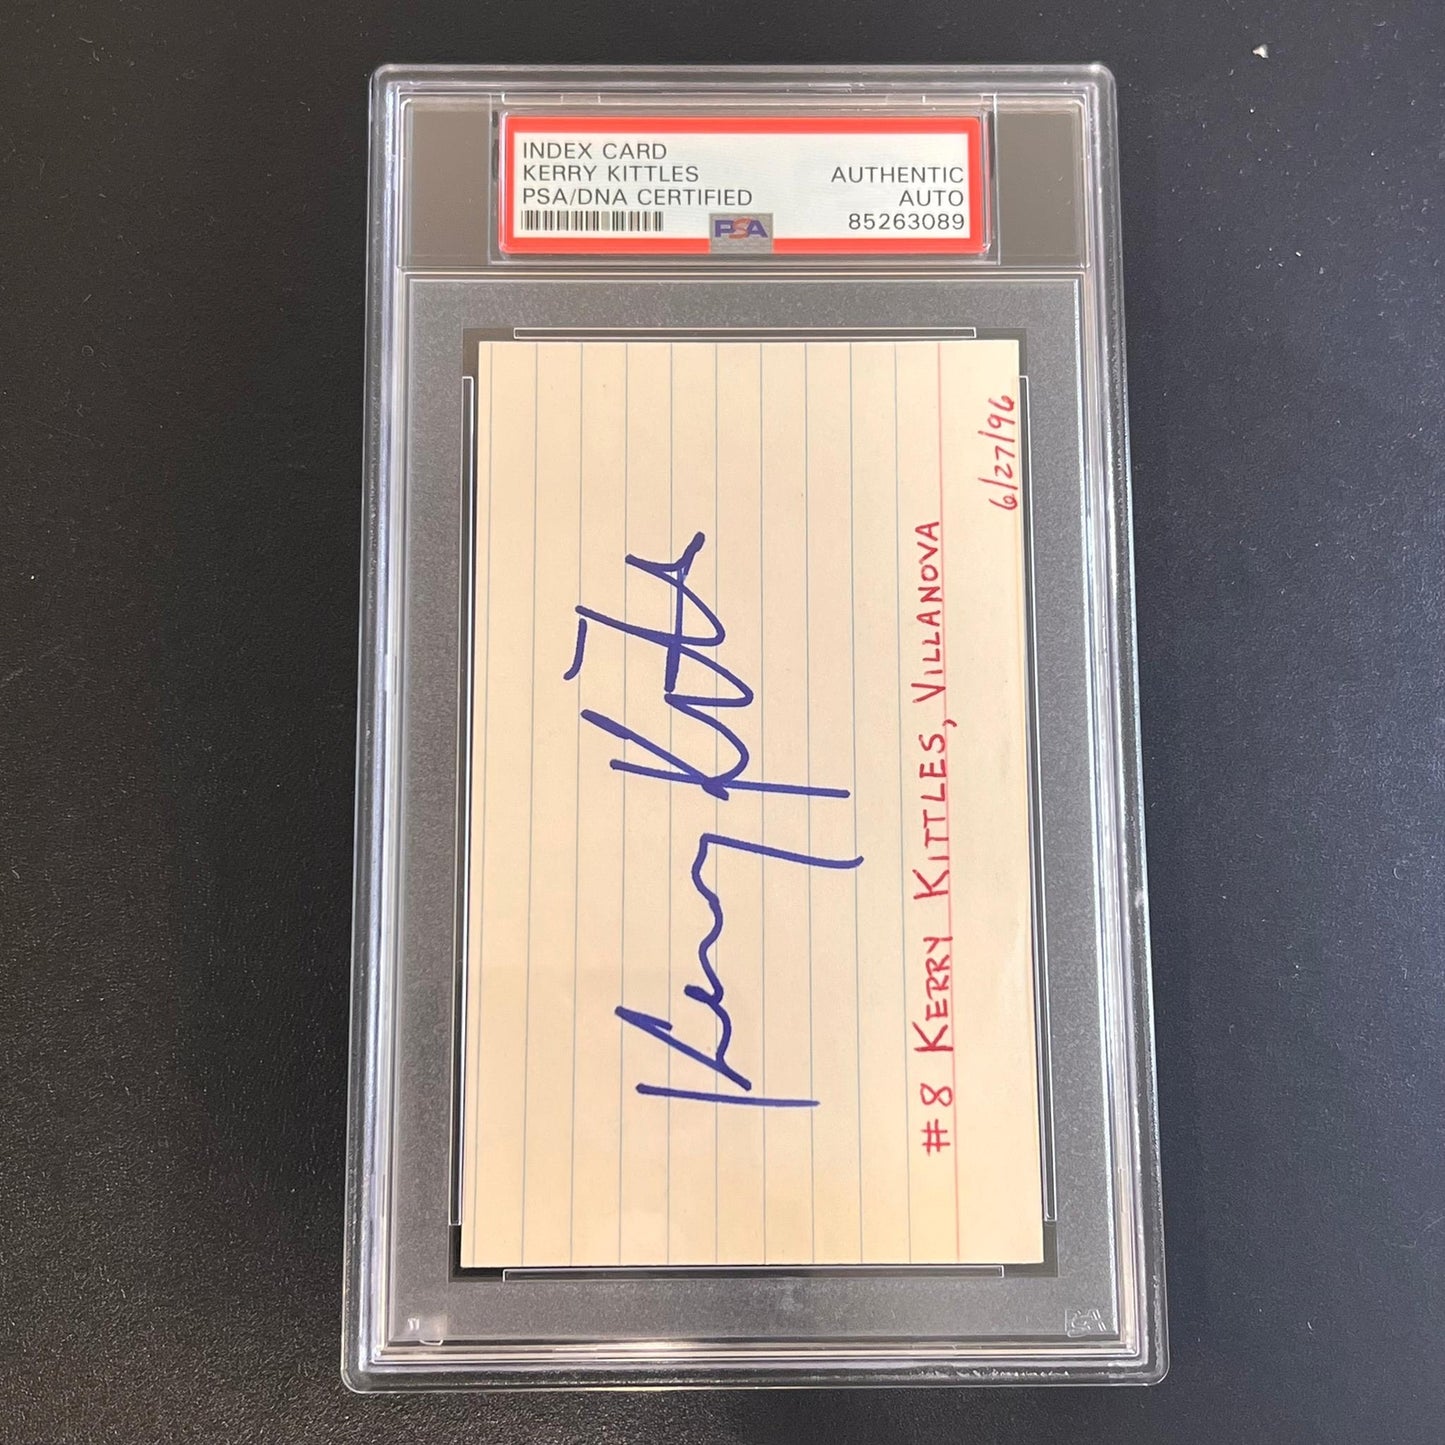 INDEX CARD
KERRY KITTLES
PSA/DNA CERTIFIED
AUTHENTIC
AUTO
85263089
PSA
6/27/96
Kerry Kittles
#8 KERRY KITTLES, VILLANOVA